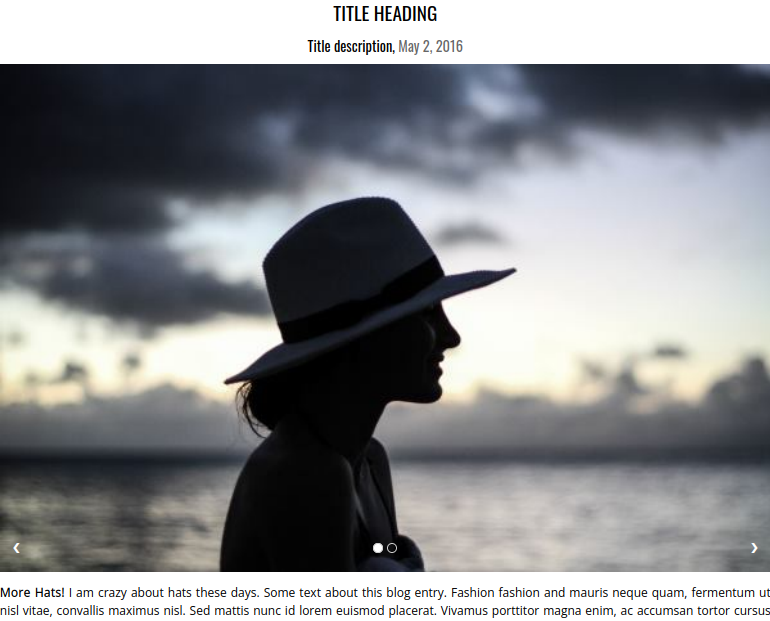 TITLE HEADING
Title description, May 2, 2016
❮ ❯
More Hats! I am crazy about hats these days. Some text about this blog entry. Fashion fashion and mauris neque quam, fermentum ut
nisl vitae, convallis maximus nisl. Sed mattis nunc id lorem euismod placerat. Vivamus porttitor magna enim, ac accumsan tortor cursus